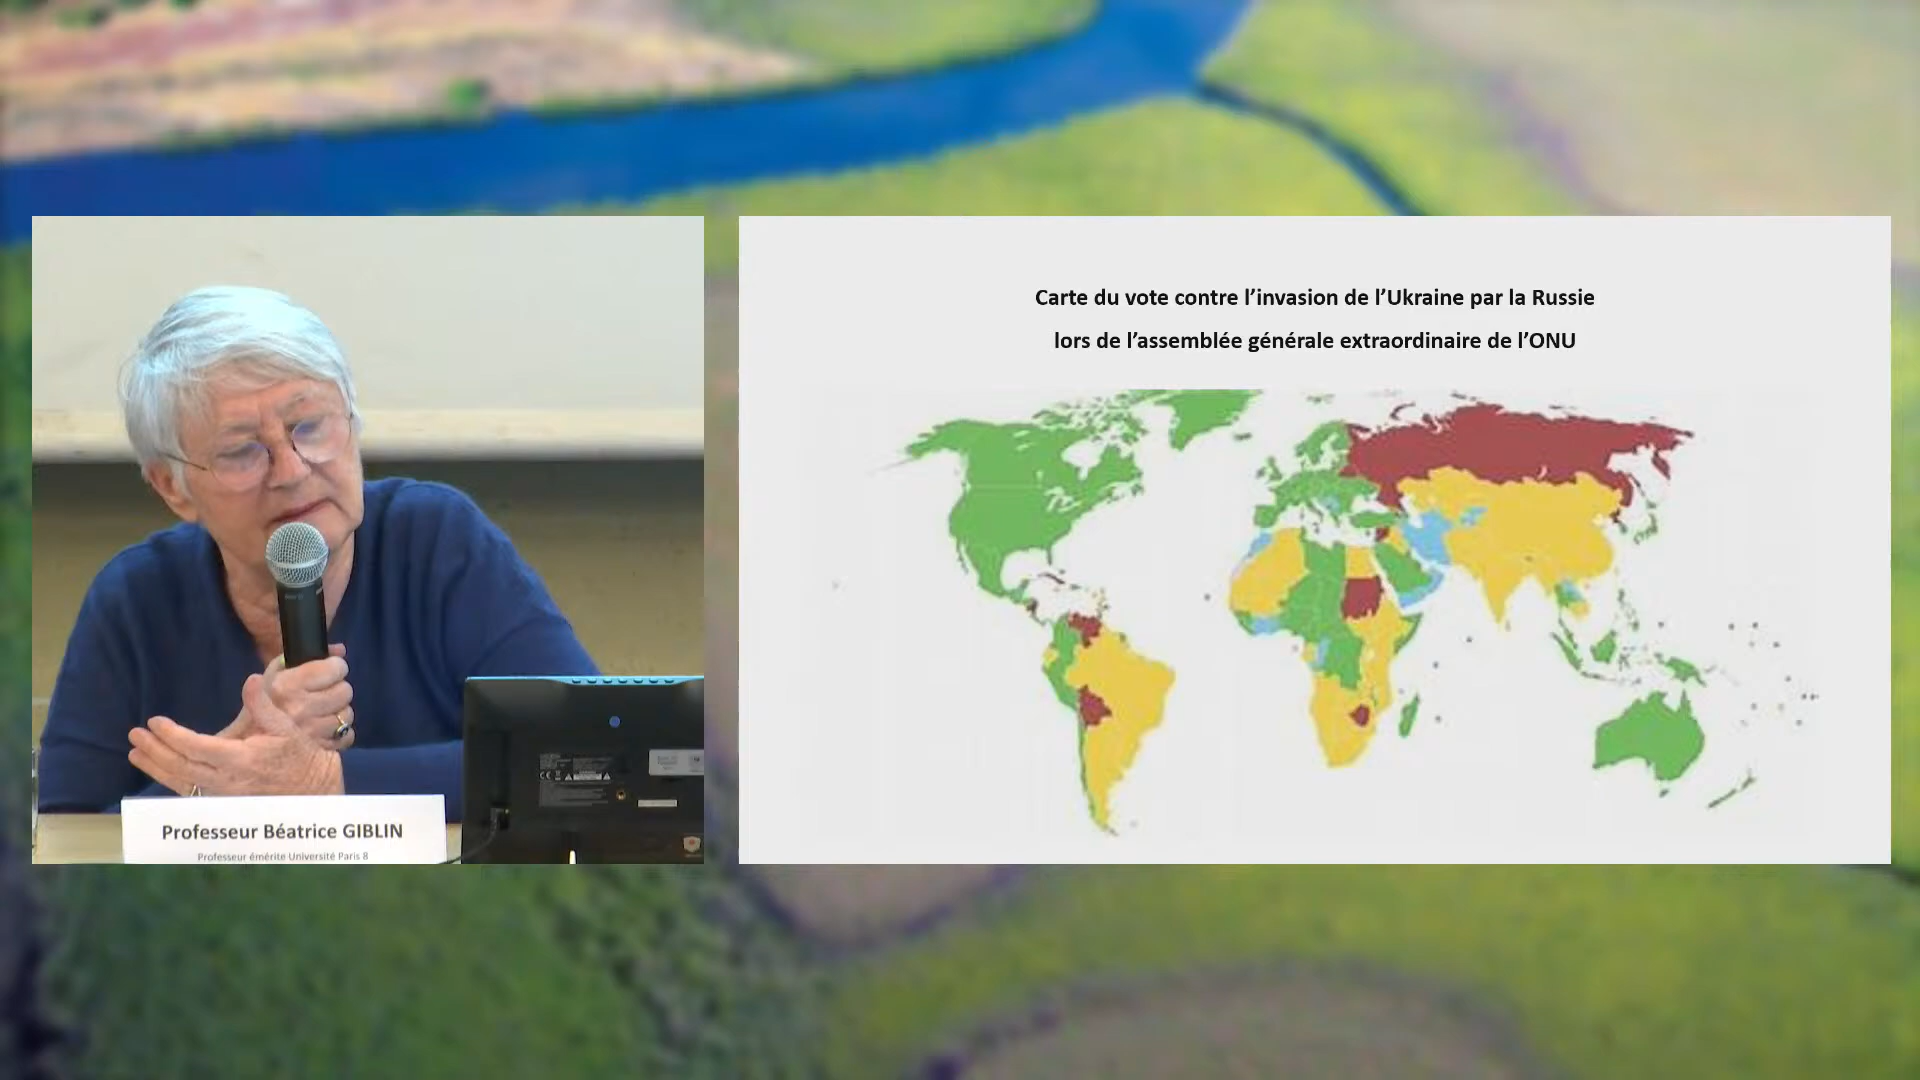 Carte du vote contre l’invasion de l’Ukraine par la Russie
lors de l’assemblée générale extraordinaire de l’ONU
Professeur Béatrice GIBLIN
Professeur émérite Université Paris 8